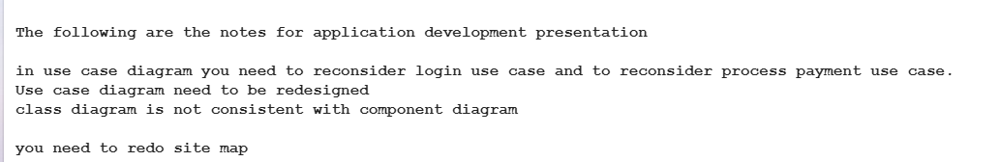 The following are the notes for application development presentation
in use case diagram you need to reconsider login use case and to reconsider process payment use case.
Use case diagram need to be redesigned
class diagram is not consistent with component diagram
you need to redo site map